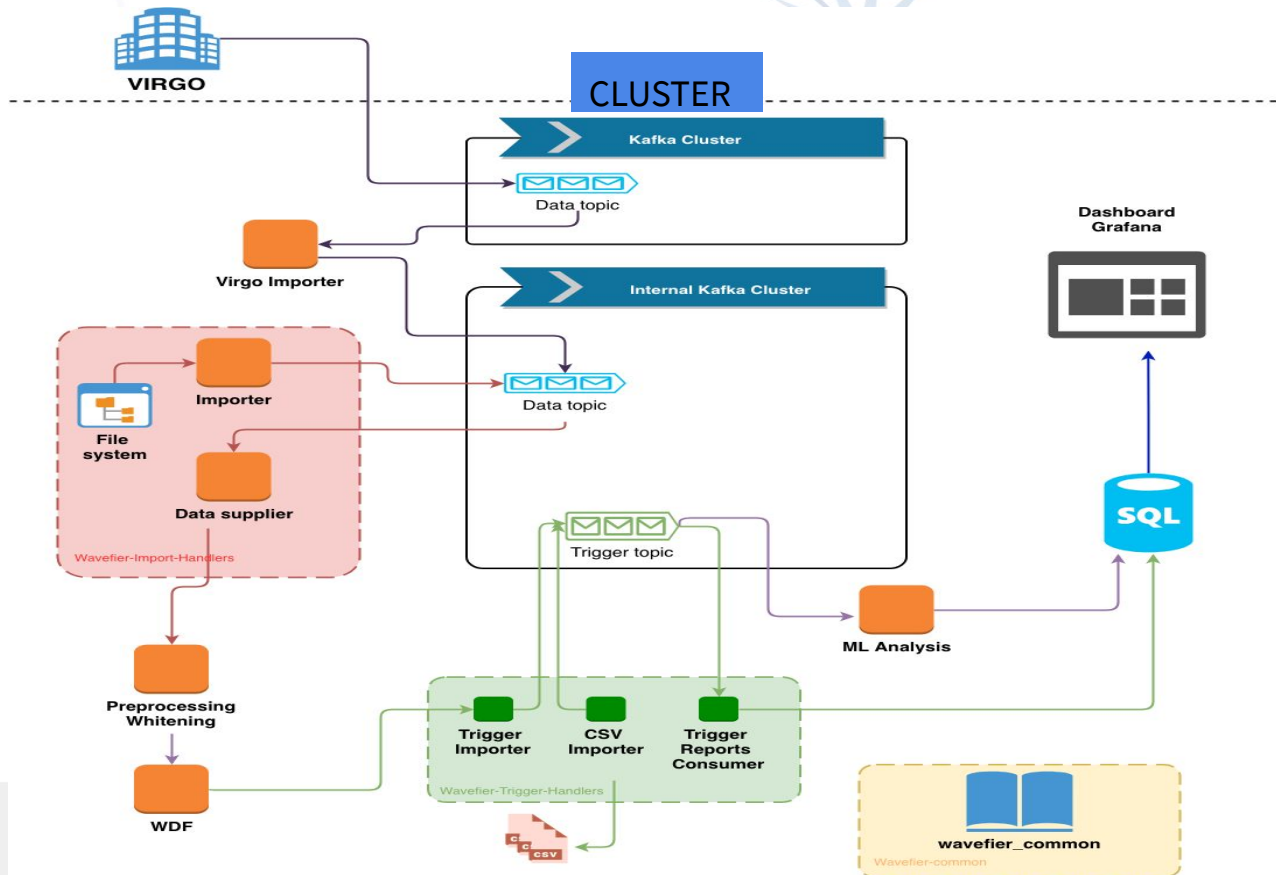 VIRGO
CLUSTER
Kafka Cluster
Data topic
Dashboard
Grafana
Virgo Importer
Internal Kafka Cluster
Importer
Data topic
File
system
Data supplier
SQL
Wavefier-Import-Handlers
Trigger topic
ML Analysis
Preprocessing
Whitening
Trigger
Importer
CSV
Importer
Trigger
Reports
Consumer
Wavefier-Trigger-Handlers
WDF
C
C
CSV
wavefier_common
Wavefier-common